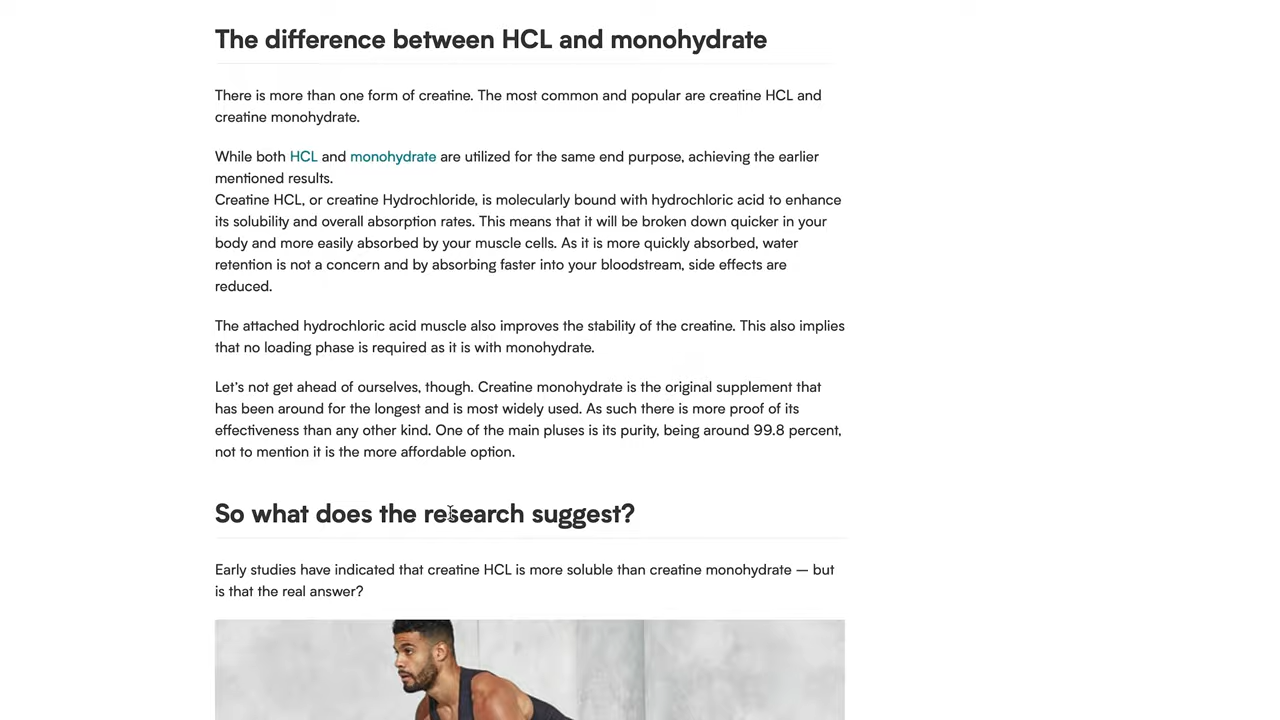 The difference between HCL and monohydrate
There is more than one form of creatine. The most common and popular are creatine HCL and
creatine monohydrate.
While both HCL and monohydrate are utilized for the same end purpose, achieving the earlier
mentioned results.
Creatine HCL, or creatine Hydrochloride, is molecularly bound with hydrochloric acid to enhance
its solubility and overall absorption rates. This means that it will be broken down quicker in your
body and more easily absorbed by your muscle cells. As it is more quickly absorbed, water
retention is not a concern and by absorbing faster into your bloodstream, side effects are
reduced.
The attached hydrochloric acid muscle also improves the stability of the creatine. This also implies
that no loading phase is required as it is with monohydrate.
Let's not get ahead of ourselves, though. Creatine monohydrate is the original supplement that
has been around for the longest and is most widely used. As such there is more proof of its
effectiveness than any other kind. One of the main pluses is its purity, being around 99.8 percent,
not to mention it is the more affordable option.
So what does the research suggest?
Early studies have indicated that creatine HCL is more soluble than creatine monohydrate — but
is that the real answer?